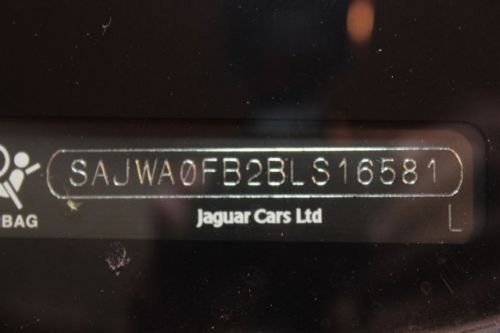 SAJWA0FB2BLS16581
Jaguar Cars Ltd
BAG
L